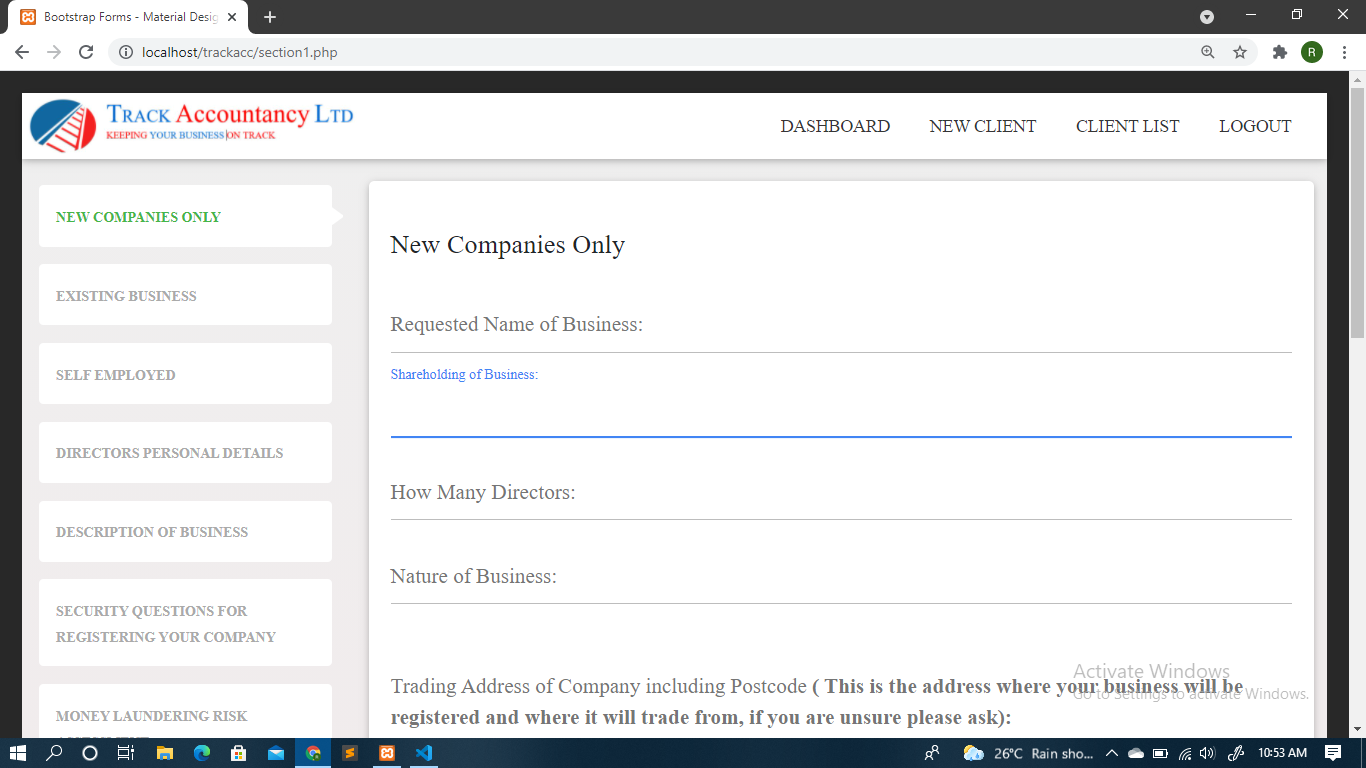 Bootstrap Forms - Material Desig
localhost/trackacc/section1.php
R
TRACK ACCOUNTANCY LTD
KEEPING YOUR BUSINESS ON TRACK
DASHBOARD NEW CLIENT CLIENT LIST LOGOUT
NEW COMPANIES ONLY
EXISTING BUSINESS
SELF EMPLOYED
DIRECTORS PERSONAL DETAILS
DESCRIPTION OF BUSINESS
SECURITY QUESTIONS FOR
REGISTERING YOUR COMPANY
MONEY LAUNDERING RISK
New Companies Only
Requested Name of Business:
Shareholding of Business:
How Many Directors:
Nature of Business:
Trading Address of Company including Postcode ( This is the address where your business will be
registered and where it will trade from, if you are unsure please ask):
Activate Windows
Go to Settings to activate Windows.
26°C Rain sho...
10:53 AM